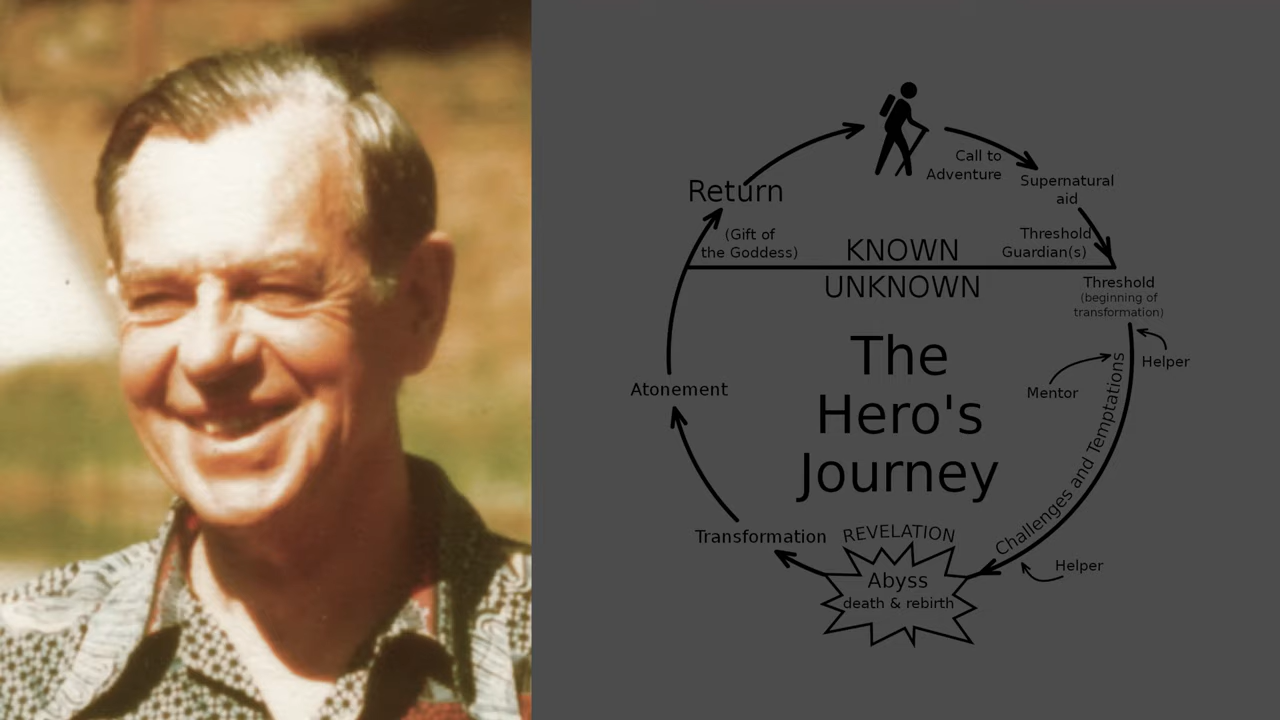 Call to
Adventure
Supernatural
aid
Return
(Gift of
the Goddess)
Threshold
Guardian(s)
KNOWN
UNKNOWN
Threshold
(beginning of
transformation)
Helper
Mentor
Challenges and Temptations
The
Hero's
Journey
Atonement
Helper
REVELATION
Abyss
death & rebirth
Transformation